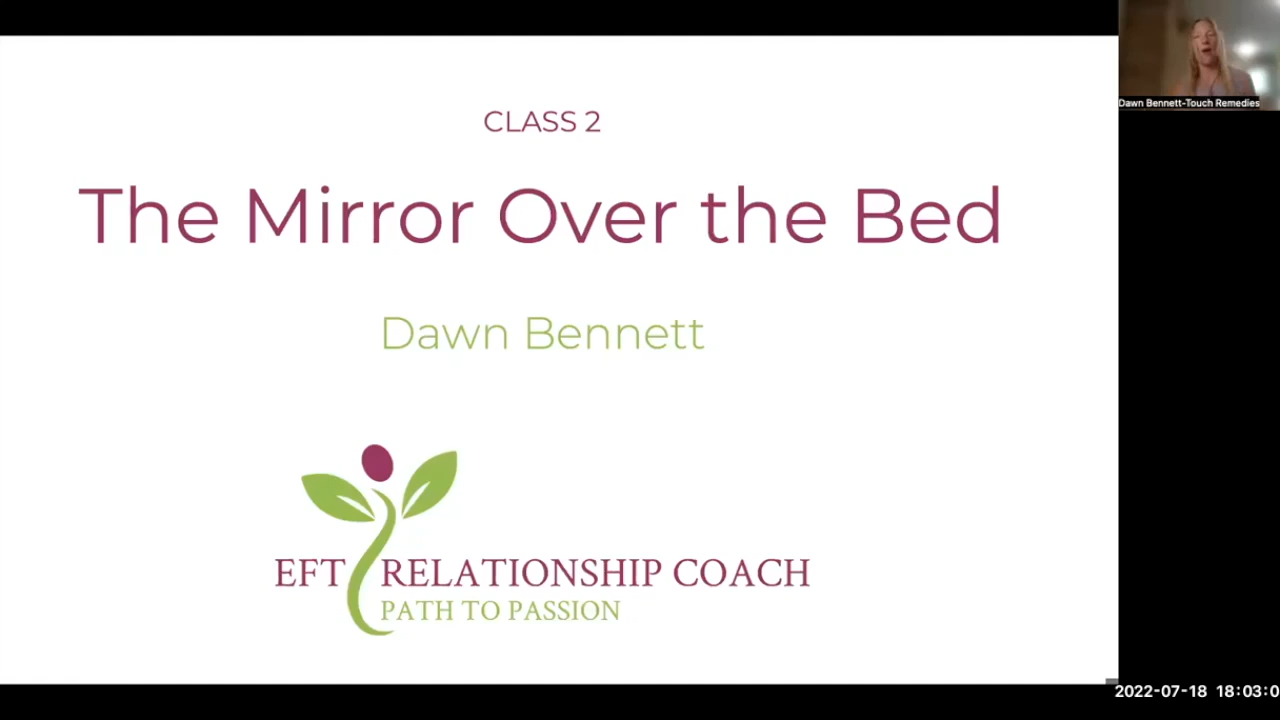 CLASS 2
The Mirror Over the Bed
Dawn Bennett
EFT RELATIONSHIP COACH
PATH TO PASSION
Dawn Bennett-Touch Remedies
2022-07-18 18:03:0